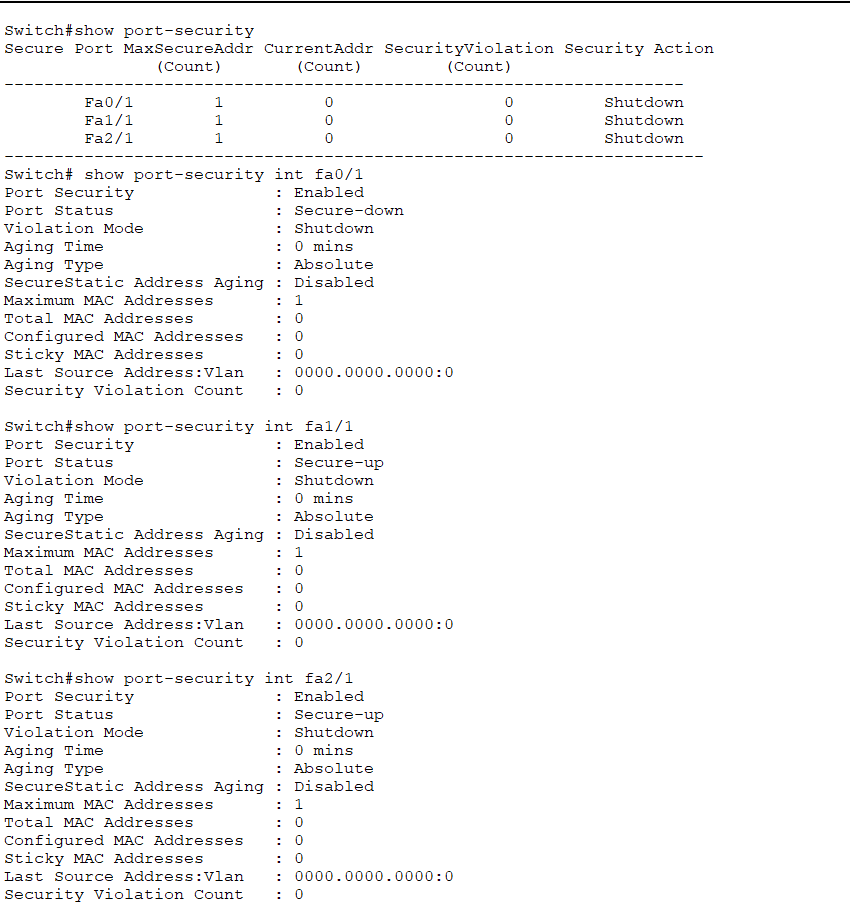 Switch#show port-security
Secure Port MaxSecureAddr CurrentAddr SecurityViolation Security Action
(Count) (Count) (Count)
--------------------------------------------------------------------
Fa0/1 1 0 0 Shutdown
Fa1/1 1 0 0 Shutdown
Fa2/1 1 0 0 Shutdown
----------------------------------------------------------------------
Switch# show port-security int fa0/1
Port Security : Enabled
Port Status : Secure-down
Violation Mode : Shutdown
Aging Time : 0 mins
Aging Type : Absolute
SecureStatic Address Aging : Disabled
Maximum MAC Addresses : 1
Total MAC Addresses : 0
Configured MAC Addresses : 0
Sticky MAC Addresses : 0
Last Source Address:Vlan : 0000.0000.0000:0
Security Violation Count : 0
Switch#show port-security int fa1/1
Port Security : Enabled
Port Status : Secure-up
Violation Mode : Shutdown
Aging Time : 0 mins
Aging Type : Absolute
SecureStatic Address Aging : Disabled
Maximum MAC Addresses : 1
Total MAC Addresses : 0
Configured MAC Addresses : 0
Sticky MAC Addresses : 0
Last Source Address:Vlan : 0000.0000.0000:0
Security Violation Count : 0
Switch#show port-security int fa2/1
Port Security : Enabled
Port Status : Secure-up
Violation Mode : Shutdown
Aging Time : 0 mins
Aging Type : Absolute
SecureStatic Address Aging : Disabled
Maximum MAC Addresses : 1
Total MAC Addresses : 0
Configured MAC Addresses : 0
Sticky MAC Addresses : 0
Last Source Address:Vlan : 0000.0000.0000:0
Security Violation Count : 0